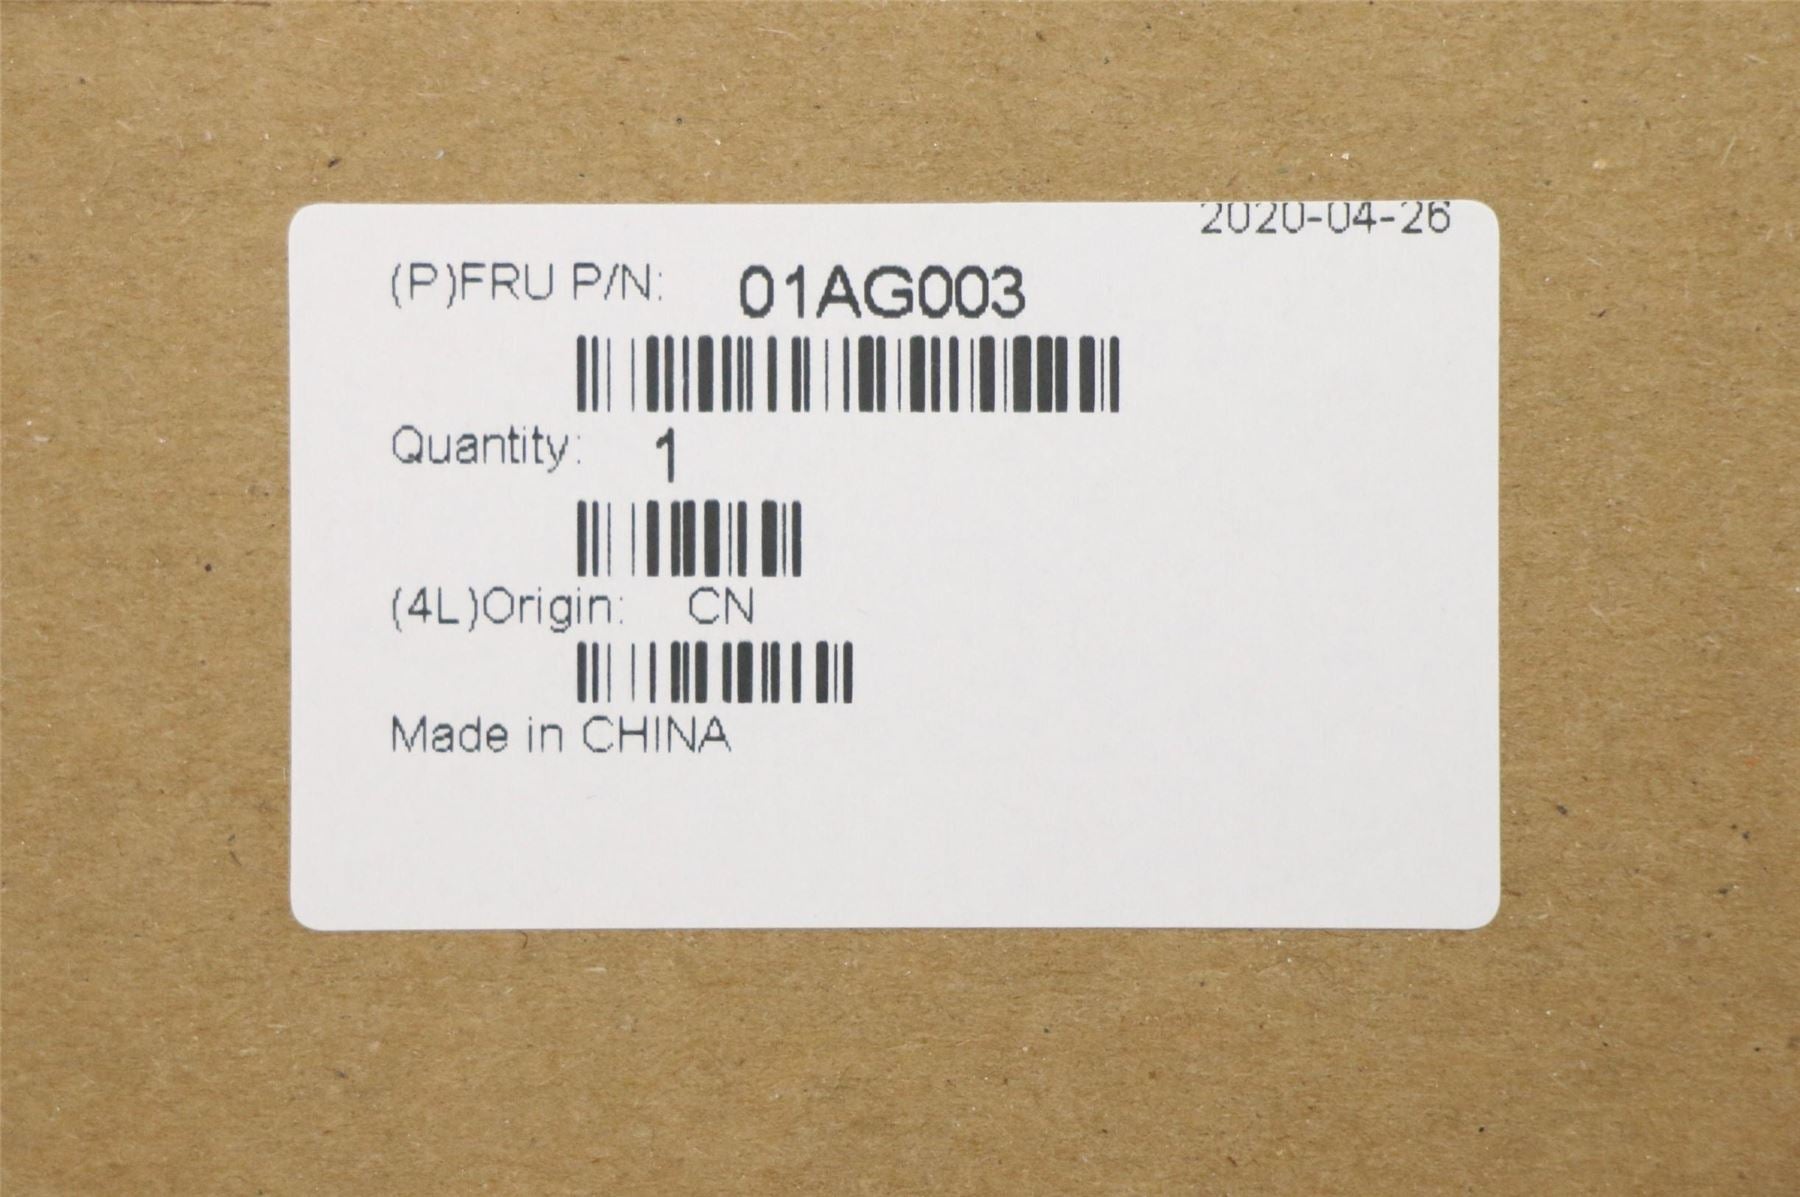 2020-04-26
(P)FRU P/N: 01AG003
Quantity: 1
(4L)Origin: CN
Made in CHINA